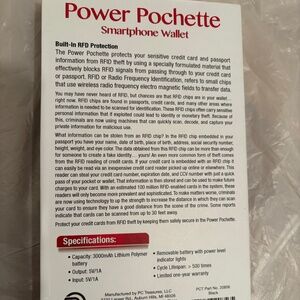 Power Pochette
Smartphone Wallet
Built-In RFD Protection
The Power Pochette protects your sensitive credit card and passport
information from RFID theft by using a specially formulated material that
effectively blocks RFID signals from passing through to your credit card
or passport. RFID or Radio Frequency Identification, refers to small chips
that use wireless radio frequency electro magnetic fields to transfer data.
You may have never heard of RFID, but chances are that RFID chips are in your wallet
right now. RFID chips are found in passports, credit cards, and many other areas where
information is needed to be scanned for identification. These RFID chips often carry sensitive
personal information that if exploited could lead to identity or monetary theft. Because of
this, criminals are now using machines that can quickly scan, decode, and capture your
private information for malicious use.
What information can be stolen from an RFID chip? In the RFID chip embedded in your
passport you have your name, date of birth, place of birth, address, social security number,
height, weight, and eye color. The data obtained from this RFID chip can be more than enough
for someone to create a fake identity... yours! An even more common form of theft comes
from the RFID reading of credit cards. If your credit card is embedded with an RFID chip it
can easily be read via an inexpensive credit
reader can steal your credit card number, expiration date, and CCV number with just a quick
pass of your pocket or wallet. That information is then stored and can be used to make future
charges to your card. With an estimated 100 million RFID-enabled cards in the system, these
readers will only become more prevalent and sophisticated. To make matters worse, criminals
are now using technology to up the strength to increase the distance in which they can scan
your card to ensure they have a good distance from the scene of the crime. Some reports
indicate that cards can be scanned from up to 30 feet away.
Protect your credit cards from RFID theft by keeping them safely secure in the Power Pochette.
Specifications:
• Capacity: 3000mAh Lithium Polymer
battery
• Output: 5V/1A
• Input: 5V/1A
• Removable battery with power level
indicator lights
• Cycle Lifespan: > 500 times
• Limited one-year warranty
Manufactured by PC Treasures, LLC
Auburn Hills, MI 48326
PCT Part No.
Black